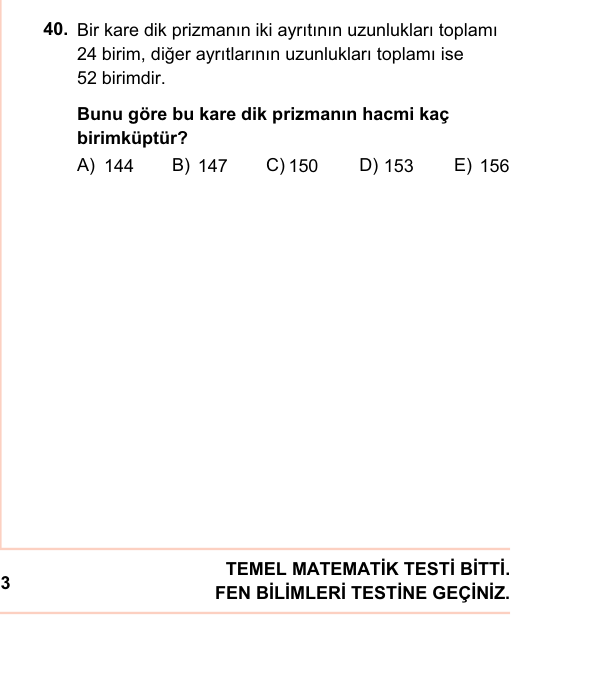 40. Bir kare dik prizmanın iki ayrıtının uzunlukları toplamı
24 birim, diğer ayrıtlarının uzunlukları toplamı ise
52 birimdir.
Bunu göre bu kare dik prizmanın hacmi kaç
birimküptür?
A) 144 B) 147 C) 150 D) 153 E) 156
TEMEL MATEMATİK TESTİ BİTTİ.
3
FEN BİLİMLERİ TESTİNE GEÇİNİZ.